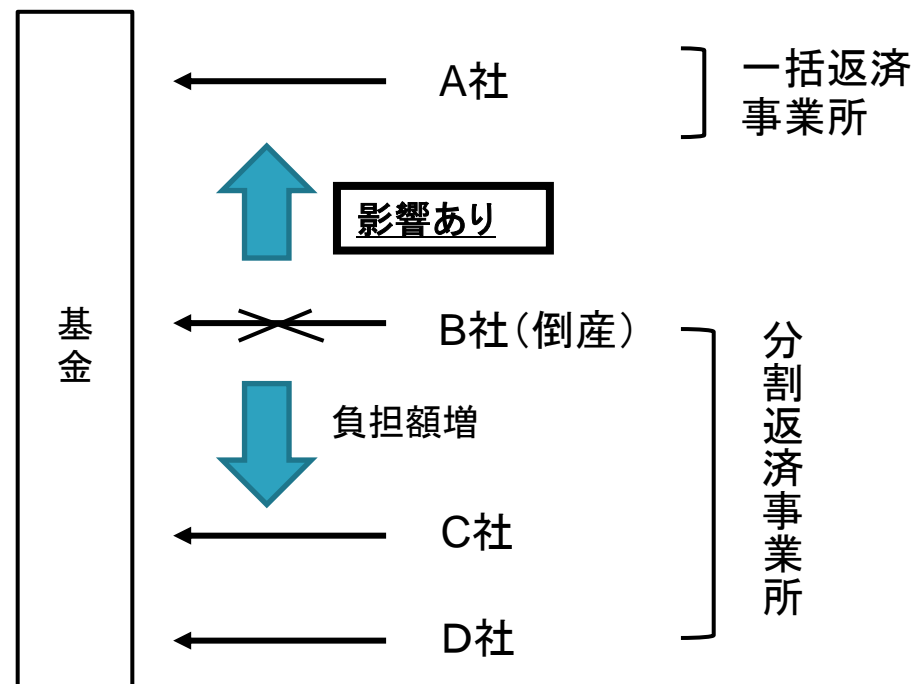 A社
一括返済
事業所
影響あり
基金
B社(倒産)
負担額増
C社
D社
分割返済事業所